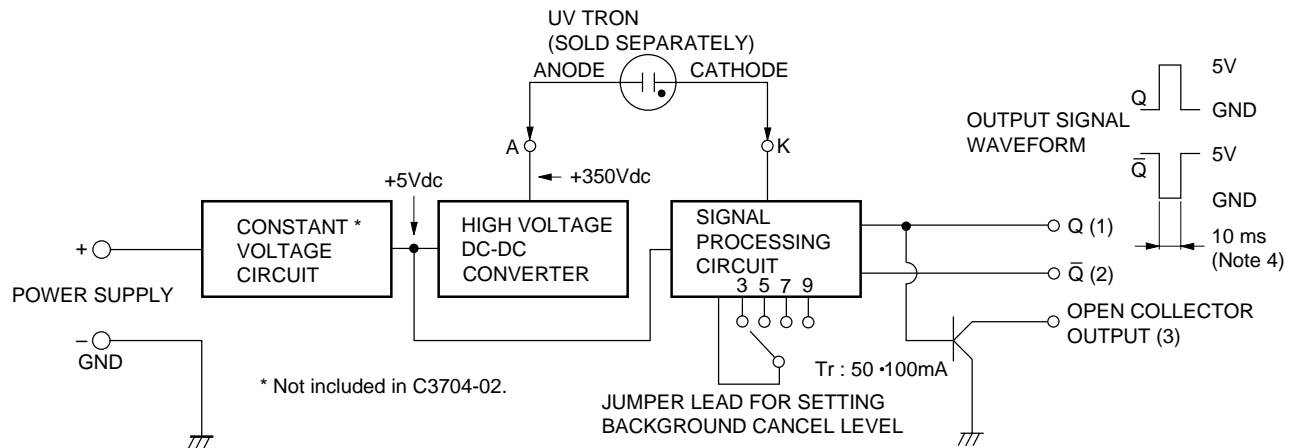 UV TRON
(SOLD SEPARATELY)
ANODE
CATHODE
A
K
+5Vdc
+350Vdc
OUTPUT SIGNAL
WAVEFORM
Q
5V
GND
Q̄
5V
GND
10 ms
(Note 4)
POWER SUPPLY
+
−
GND
CONSTANT *
VOLTAGE
CIRCUIT
HIGH VOLTAGE
DC-DC
CONVERTER
SIGNAL
PROCESSING
CIRCUIT
3 5 7 9
Q (1)
Q̄ (2)
OPEN COLLECTOR
OUTPUT (3)
Tr : 50 •100mA
* Not included in C3704-02.
JUMPER LEAD FOR SETTING
BACKGROUND CANCEL LEVEL